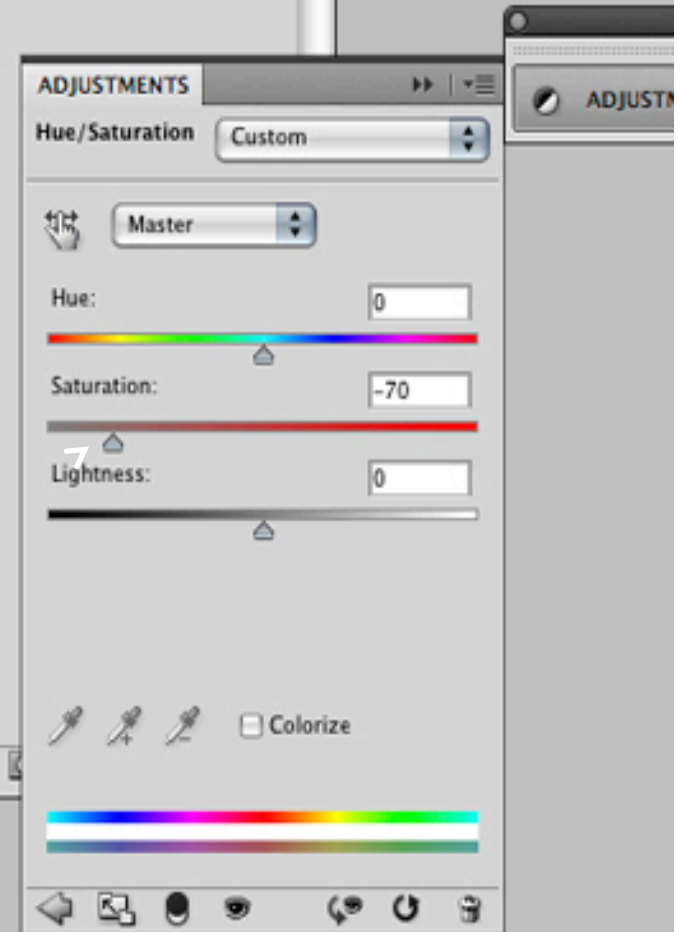 ADJUSTMENTS
ADJUSTM
Hue/Saturation Custom
Master
Hue: 0
Saturation: -70
7
Lightness: 0
Colorize